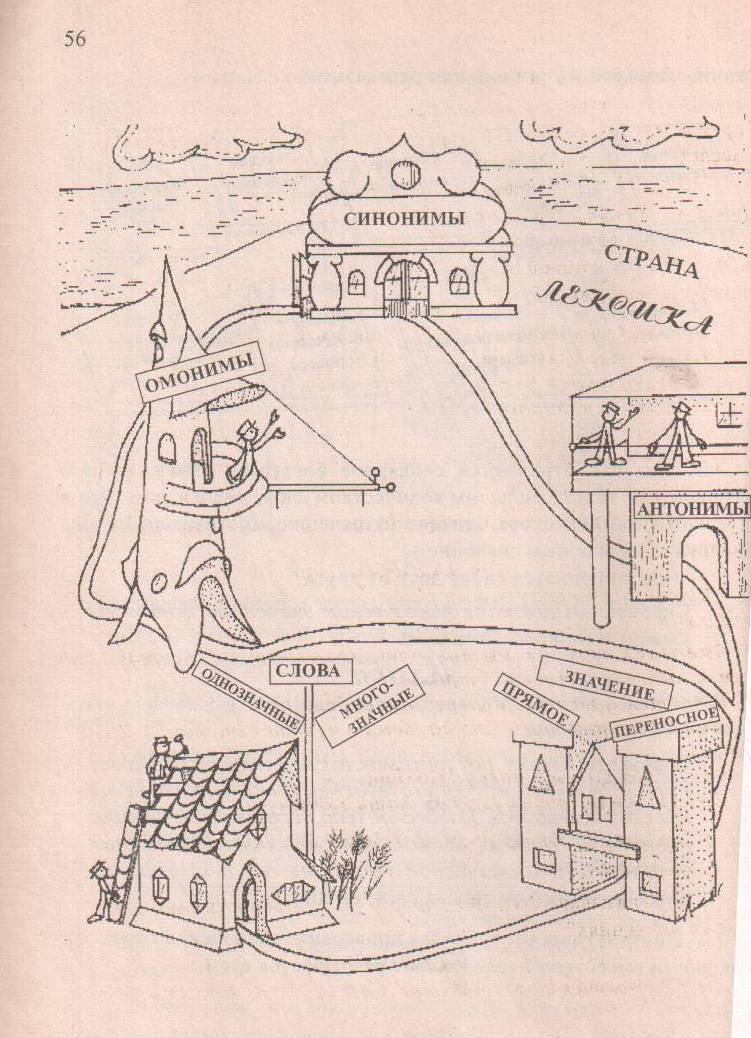 56
СИНОНИМЫ
СТРАНА
ЛЕКСИКА
ОМОНИМЫ
АНТОНИМЫ
СЛОВА
ОДНОЗНАЧНЫЕ
МНОГО-
ЗНАЧНЫЕ
ЗНАЧЕНИЕ
ПРЯМОЕ
ПЕРЕНОСНОЕ